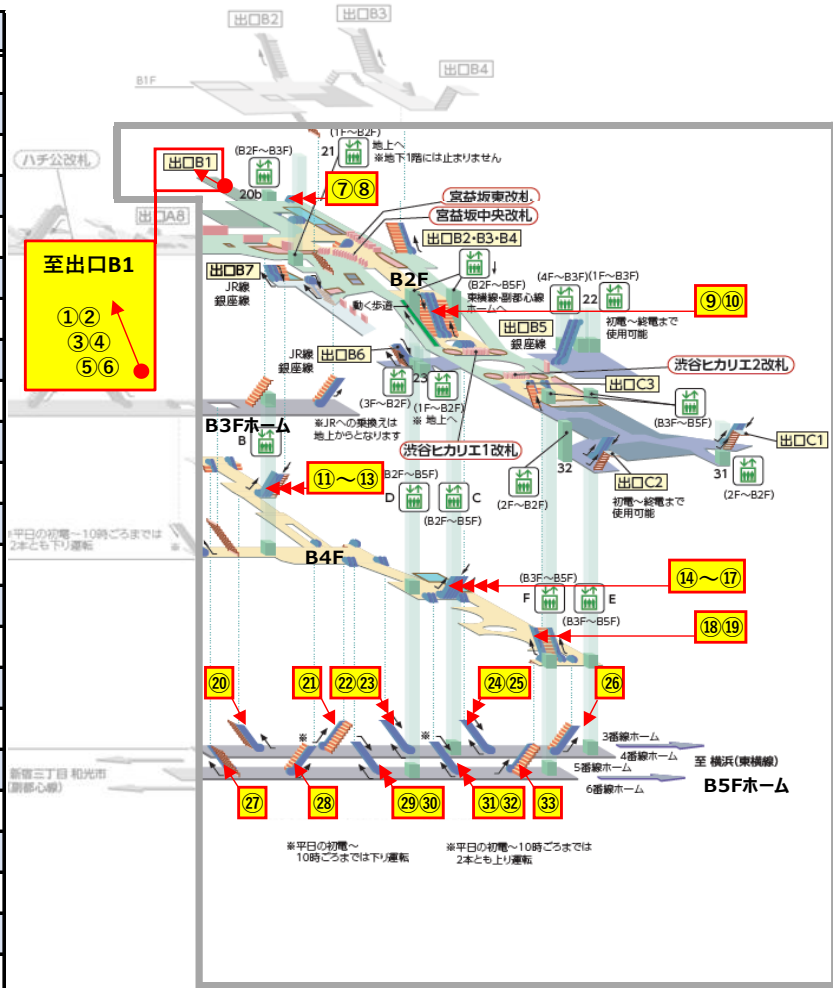 出口B2
出口B3
出口B4
B1F
ハチ公改札
出口A8
出口B1
(B2F～B3F)
20b
(1F～B2F)
21
地上へ
※地下1階には止まりません
⑦⑧
宮益坂東改札
宮益坂中央改札
出口B2・B3・B4
至出口B1
①②
③④
⑤⑥
出口B7
JR線
銀座線
B2F
(B2F～B5F)
東横線・副都心線
ホームへ
動く歩道
(4F～B3F)
(1F～B3F)
22
初電～終電まで
使用可能
⑨⑩
出口B5
銀座線
JR線
銀座線
出口B6
渋谷ヒカリエ2改札
出口C3
23
(3F～B2F)
(1F～B2F)
※ 地上へ
(B3F～B5F)
B3Fホーム
B
※JRへの乗換えは
地上からとなります
渋谷ヒカリエ1改札
出口C1
32
31
(2F～B2F)
出口C2
(2F～B2F)
初電～終電まで
使用可能
⑪～⑬
B2F～B5F)
D
C
(B2F～B5F)
※平日の初電～10時ごろまでは
2本とも下り運転
※
B4F
(B3F～B5F)
F
E
(B3F～B5F)
⑭～⑰
⑱⑲
⑳
㉑
㉒㉓
㉔㉕
㉖
※
※
3番線ホーム
4番線ホーム
5番線ホーム
6番線ホーム
至 横浜(東横線)
B5Fホーム
新宿三丁目 和光市
(副都心線)
㉗
㉘
㉙㉚
㉛㉜
㉝
※平日の初電～
10時ごろまでは下り運転
※平日の初電～10時ごろまでは
2本とも上り運転